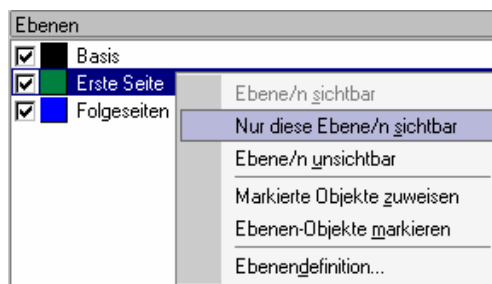 Ebenen
Basis
Erste Seite
Folgeseiten
Ebene/n sichtbar
Nur diese Ebene/n sichtbar
Ebene/n unsichtbar
Markierte Objekte zuweisen
Ebenen-Objekte markieren
Ebenendefinition...